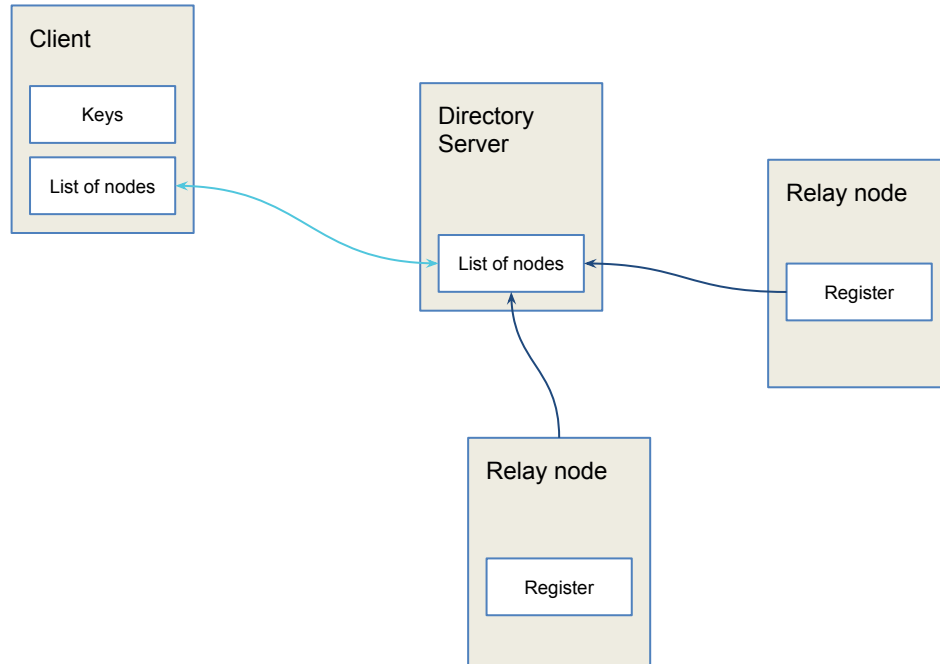 Client
Keys
List of nodes
Directory
Server
List of nodes
Relay node
Register
Relay node
Register